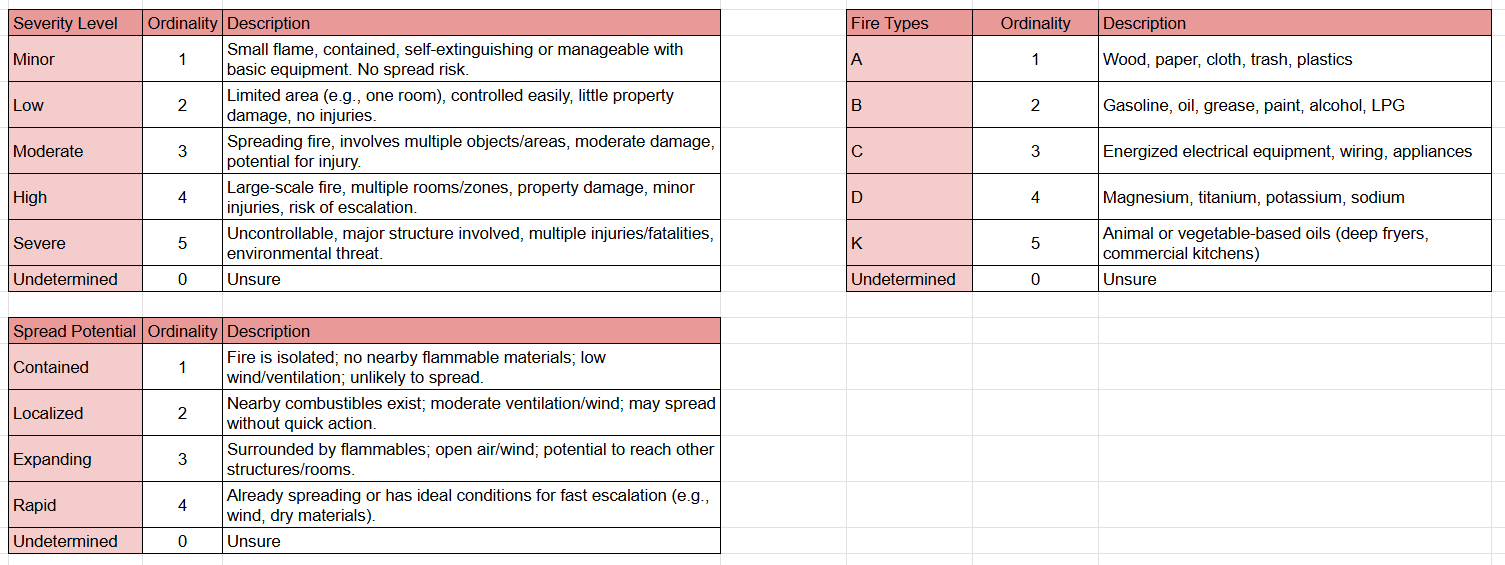 Severity Level Ordinality Description
Minor 1 Small flame, contained, self-extinguishing or manageable with
basic equipment. No spread risk.
Low 2 Limited area (e.g., one room), controlled easily, little property
damage, no injuries.
Moderate 3 Spreading fire, involves multiple objects/areas, moderate damage,
potential for injury.
High 4 Large-scale fire, multiple rooms/zones, property damage, minor
injuries, risk of escalation.
Severe 5 Uncontrollable, major structure involved, multiple injuries/fatalities,
environmental threat.
Undetermined 0 Unsure
Fire Types Ordinality Description
A 1 Wood, paper, cloth, trash, plastics
B 2 Gasoline, oil, grease, paint, alcohol, LPG
C 3 Energized electrical equipment, wiring, appliances
D 4 Magnesium, titanium, potassium, sodium
K 5 Animal or vegetable-based oils (deep fryers,
commercial kitchens)
Undetermined 0 Unsure
Spread Potential Ordinality Description
Contained 1 Fire is isolated; no nearby flammable materials; low
wind/ventilation; unlikely to spread.
Localized 2 Nearby combustibles exist; moderate ventilation/wind; may spread
without quick action.
Expanding 3 Surrounded by flammables; open air/wind; potential to reach other
structures/rooms.
Rapid 4 Already spreading or has ideal conditions for fast escalation (e.g.,
wind, dry materials).
Undetermined 0 Unsure